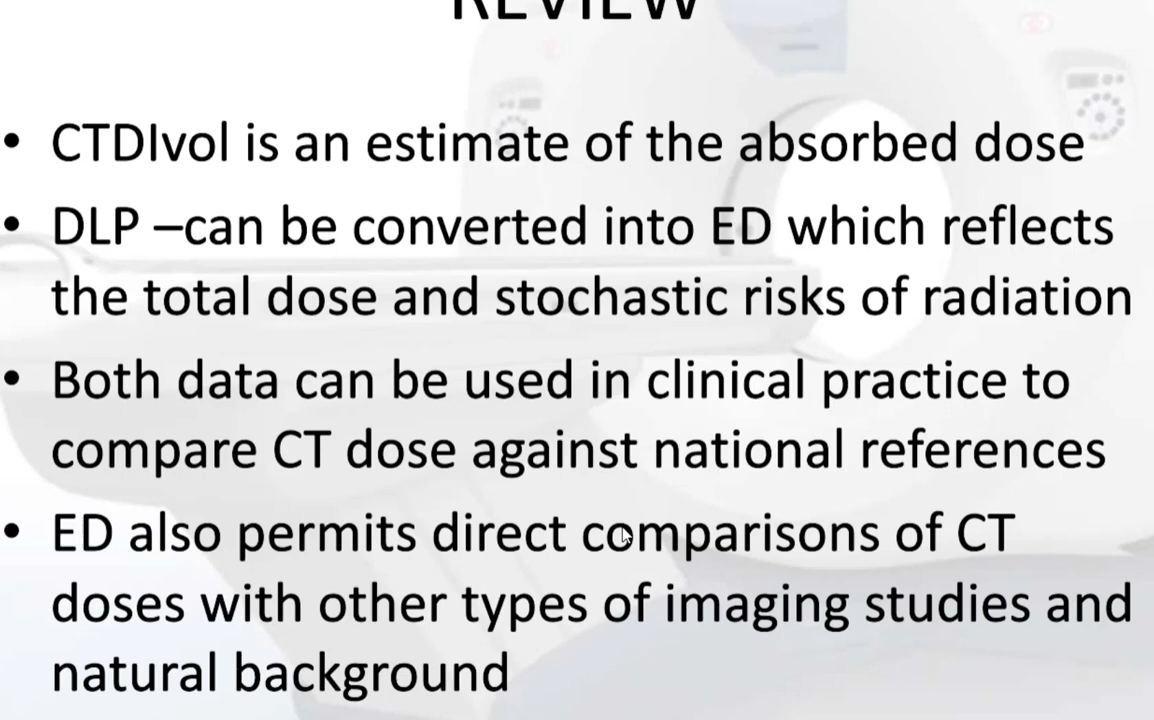 REVIEW
• CTDIvol is an estimate of the absorbed dose
• DLP –can be converted into ED which reflects
the total dose and stochastic risks of radiation
• Both data can be used in clinical practice to
compare CT dose against national references
• ED also permits direct comparisons of CT
doses with other types of imaging studies and
natural background